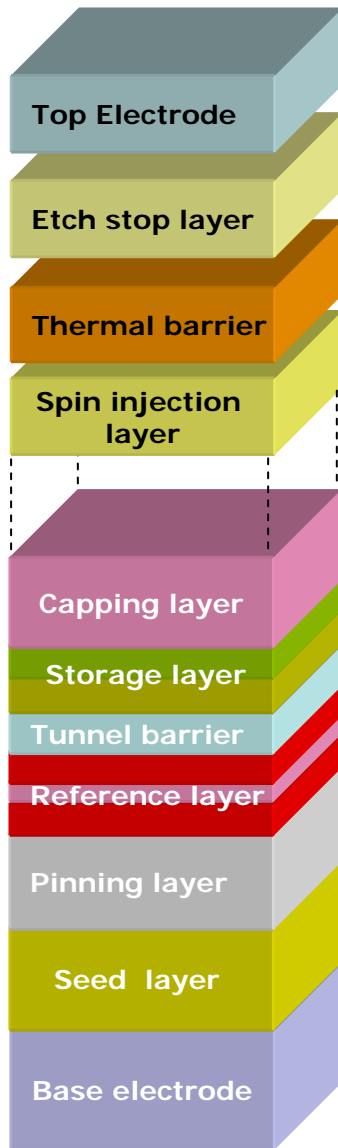 Top Electrode
Etch stop layer
Thermal barrier
Spin injection
layer
Capping layer
Storage layer
Tunnel barrier
Reference layer
Pinning layer
Seed layer
Base electrode